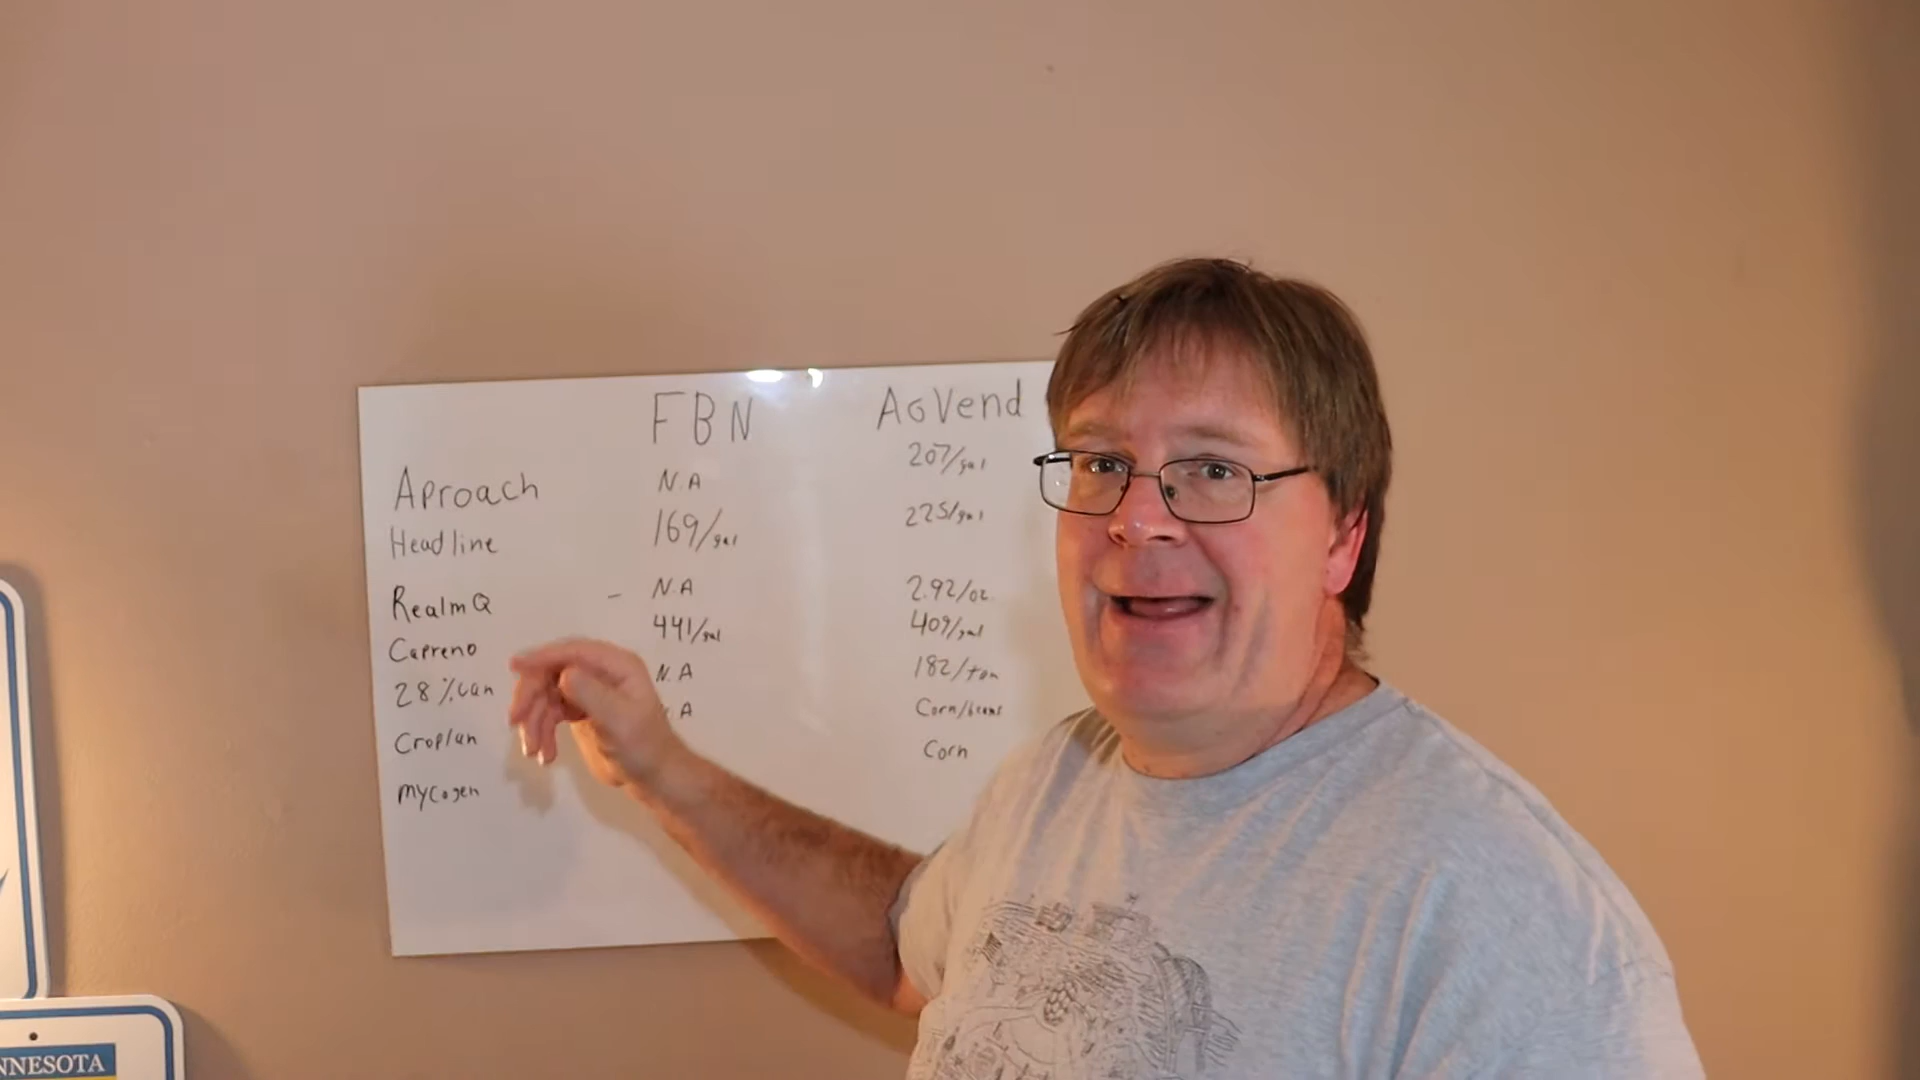 FBN AGVend
207/gal
Aproach N.A
Headline 169/gal 225/gal
RealmQ - N.A 2.92/oz
Capreno 441/gal 409/gal
28% N.A 182/ton
Croplan A Corn/beans
mycogen Corn
NNESOTA